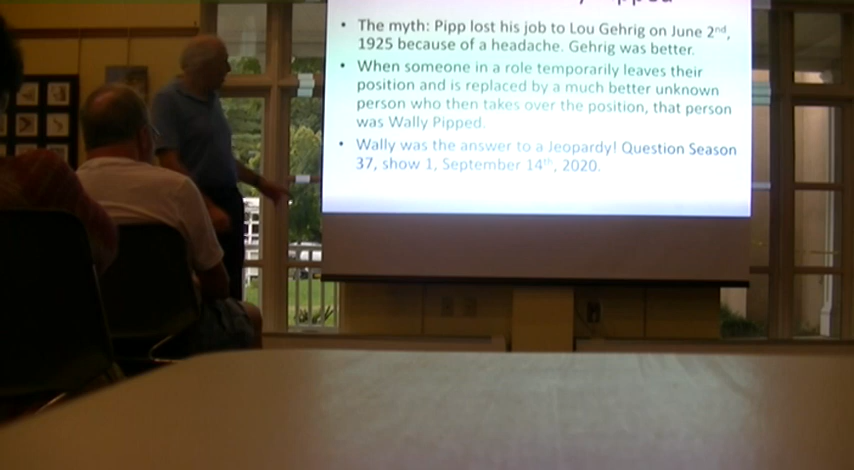 • The myth: Pipp lost his job to Lou Gehrig on June 2nd,
1925 because of a headache. Gehrig was better.
• When someone in a role temporarily leaves their
position and is replaced by a much better unknown
person who then takes over the position, that person
was Wally Pipped.
• Wally was the answer to a Jeopardy! Question Season
37, show 1, September 14th, 2020.